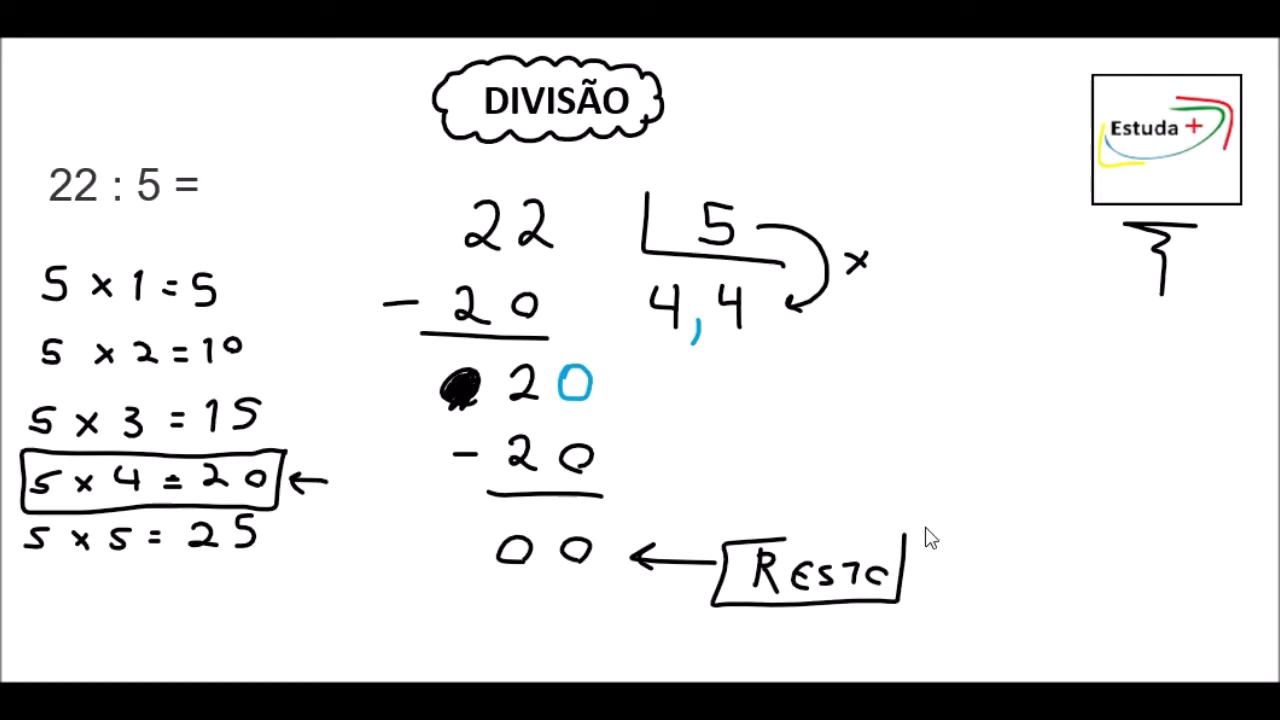 DIVISÃO
Estuda +
22 : 5 =
5 x 1 = 5
5 x 2 = 10
5 x 3 = 15
5 x 4 = 20 ←
5 x 5 = 25
22 5 x
- 20 4,4
20
- 20
00 ← Resto